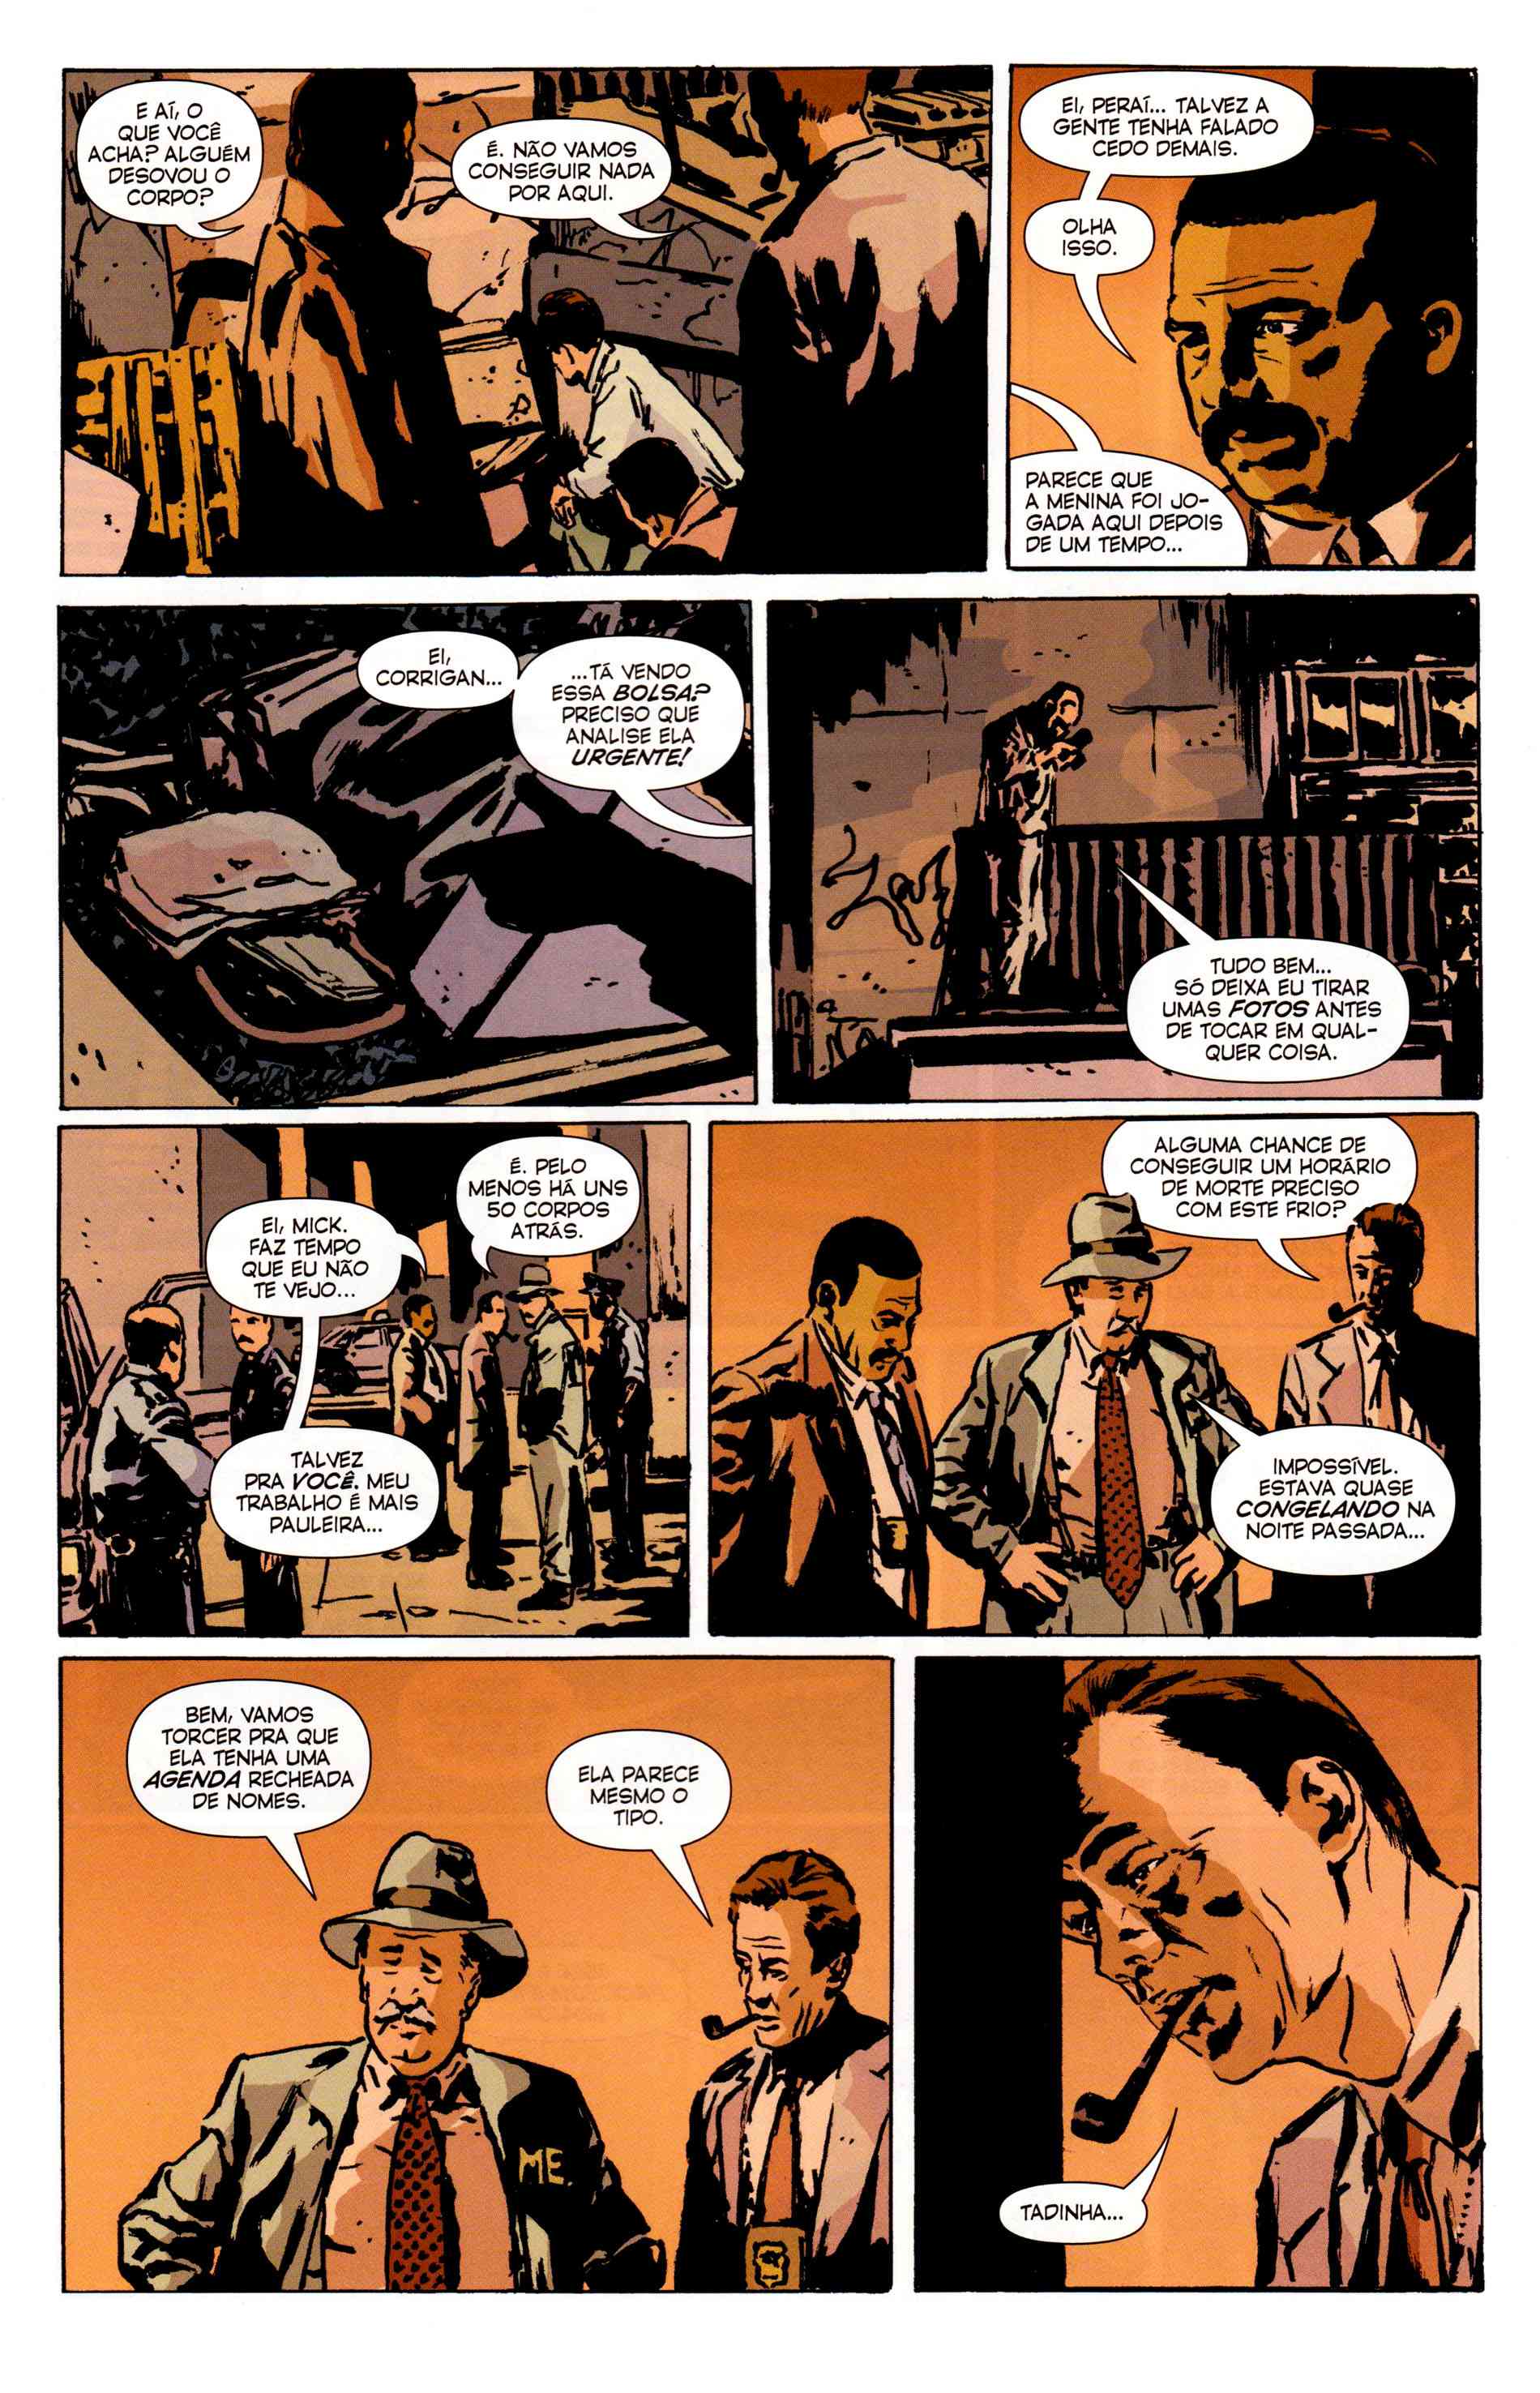 E AÍ, O
QUE VOCÊ
ACHA? ALGUÉM
DESOVOU O
CORPO?
É. NÃO VAMOS
CONSEGUIR NADA
POR AQUI.
EI, PERAÍ... TALVEZ A
GENTE TENHA FALADO
CEDO DEMAIS.
OLHA
ISSO.
PARECE QUE
A MENINA FOI JO-
GADA AQUI DEPOIS
DE UM TEMPO...
EI,
CORRIGAN...
...TÁ VENDO
ESSA BOLSA?
PRECISO QUE
ANALISE ELA
URGENTE!
TUDO BEM...
SÓ DEIXA EU TIRAR
UMAS FOTOS ANTES
DE TOCAR EM QUAL-
QUER COISA.
EI, MICK.
FAZ TEMPO
QUE EU NÃO
TE VEJO...
É. PELO
MENOS HÁ UNS
50 CORPOS
ATRÁS.
TALVEZ
PRA VOCÊ. MEU
TRABALHO É MAIS
PAULEIRA...
ALGUMA CHANCE DE
CONSEGUIR UM HORÁRIO
DE MORTE PRECISO
COM ESTE FRIO?
IMPOSSÍVEL.
ESTAVA QUASE
CONGELANDO NA
NOITE PASSADA...
BEM, VAMOS
TORCER PRA QUE
ELA TENHA UMA
AGENDA RECHEADA
DE NOMES.
ELA PARECE
MESMO O
TIPO.
ME
TADINHA...